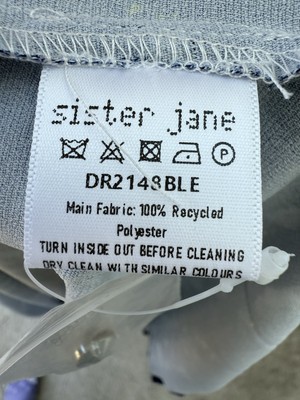 sister jane
P
DR2148BLE
Main Fabric: 100% Recycled
Polyester
TURN INSIDE OUT BEFORE CLEANING
DRY CLEAN WITH SIMILAR COLOURS